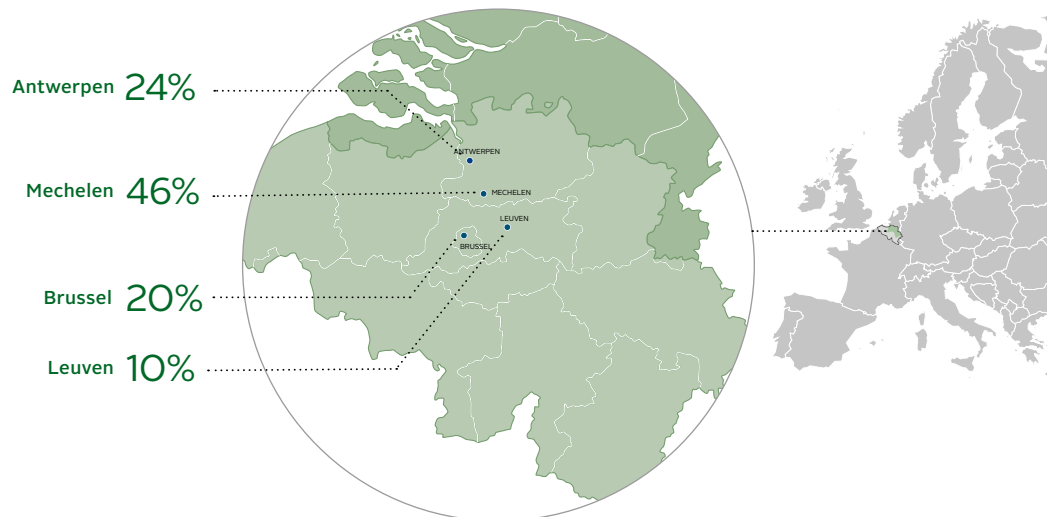 Antwerpen 24%
ANTWERPEN
Mechelen 46%
MECHELEN
LEUVEN
BRUSSEL
Brussel 20%
Leuven 10%